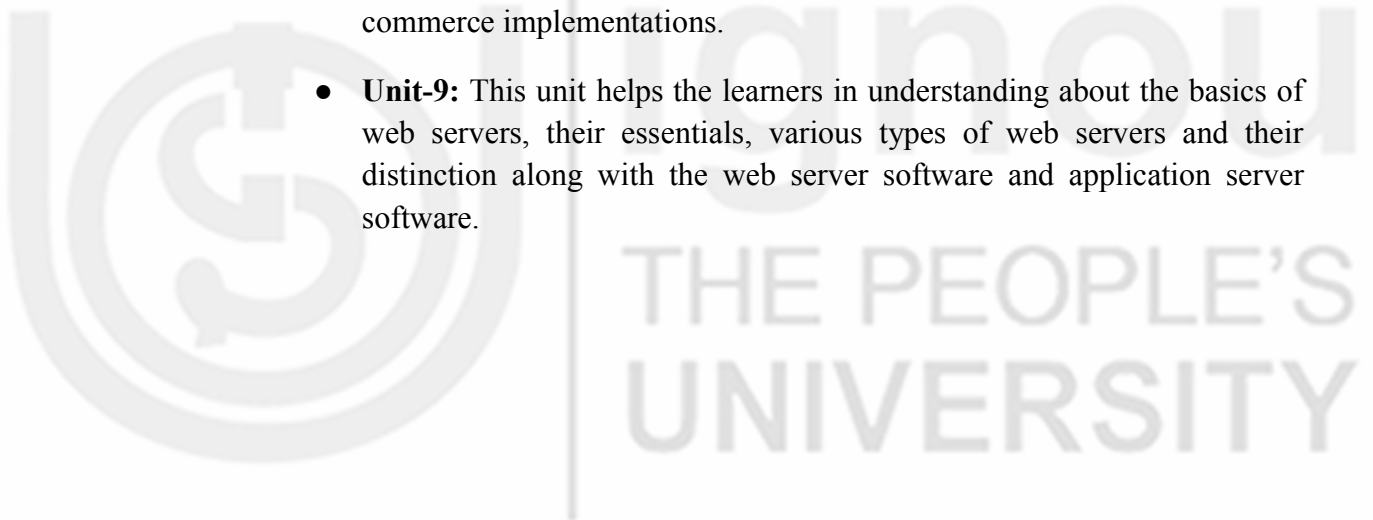 commerce implementations.
● Unit-9: This unit helps the learners in understanding about the basics of
web servers, their essentials, various types of web servers and their
distinction along with the web server software and application server
software.
ignou
THE PEOPLE'S
UNIVERSITY